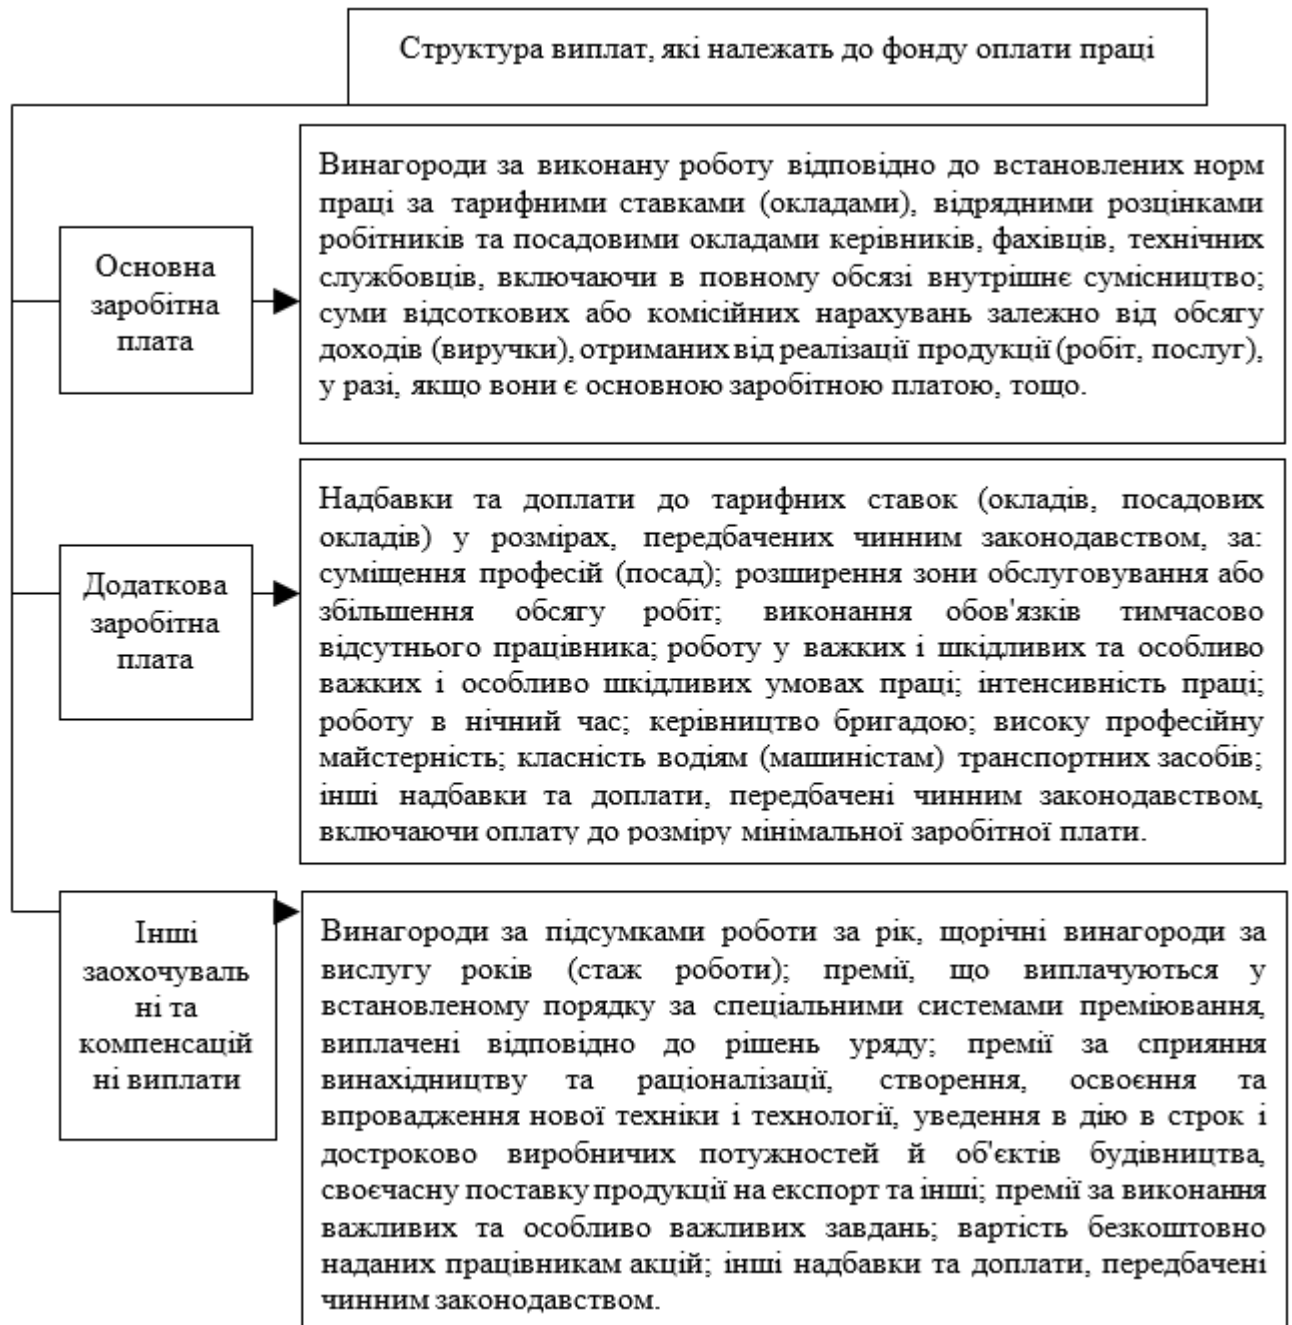 Структура виплат, які належать до фонду оплати праці
Основна
заробітна
плата
Винагороди за виконану роботу відповідно до встановлених норм
праці за тарифними ставками (окладами), відрядними розцінками
робітників та посадовими окладами керівників, фахівців, технічних
службовців, включаючи в повному обсязі внутрішнє сумісництво;
суми відсоткових або комісійних нарахувань залежно від обсягу
доходів (виручки), отриманих від реалізації продукції (робіт, послуг),
у разі, якщо вони є основною заробітною платою, тощо.
Додаткова
заробітна
плата
Надбавки та доплати до тарифних ставок (окладів, посадових
окладів) у розмірах, передбачених чинним законодавством, за:
суміщення професій (посад); розширення зони обслуговування або
збільшення обсягу робіт; виконання обов'язків тимчасово
відсутнього працівника; роботу у важких і шкідливих та особливо
важких і особливо шкідливих умовах праці; інтенсивність праці;
роботу в нічний час; керівництво бригадою; високу професійну
майстерність; класність водіям (машиністам) транспортних засобів;
інші надбавки та доплати, передбачені чинним законодавством,
включаючи оплату до розміру мінімальної заробітної плати.
Інші
заохочуваль
ні та
компенсацій
ні виплати
Винагороди за підсумками роботи за рік, щорічні винагороди за
вислугу років (стаж роботи); премії, що виплачуються у
встановленому порядку за спеціальними системами преміювання,
виплачені відповідно до рішень уряду; премії за сприяння
винахідництву та раціоналізації, створення, освоєння та
впровадження нової техніки і технології, уведення в дію в строк і
достроково виробничих потужностей й об'єктів будівництва,
своєчасну поставку продукції на експорт та інші; премії за виконання
важливих та особливо важливих завдань; вартість безкоштовно
наданих працівникам акцій; інші надбавки та доплати, передбачені
чинним законодавством.